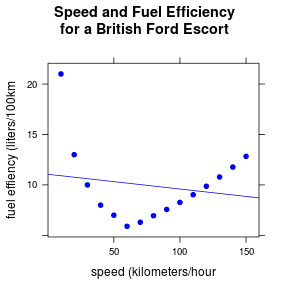 Speed and Fuel Efficiency
for a British Ford Escort
20
15
10
fuel effiency (liters/100km
50
100
150
speed (kilometers/hour